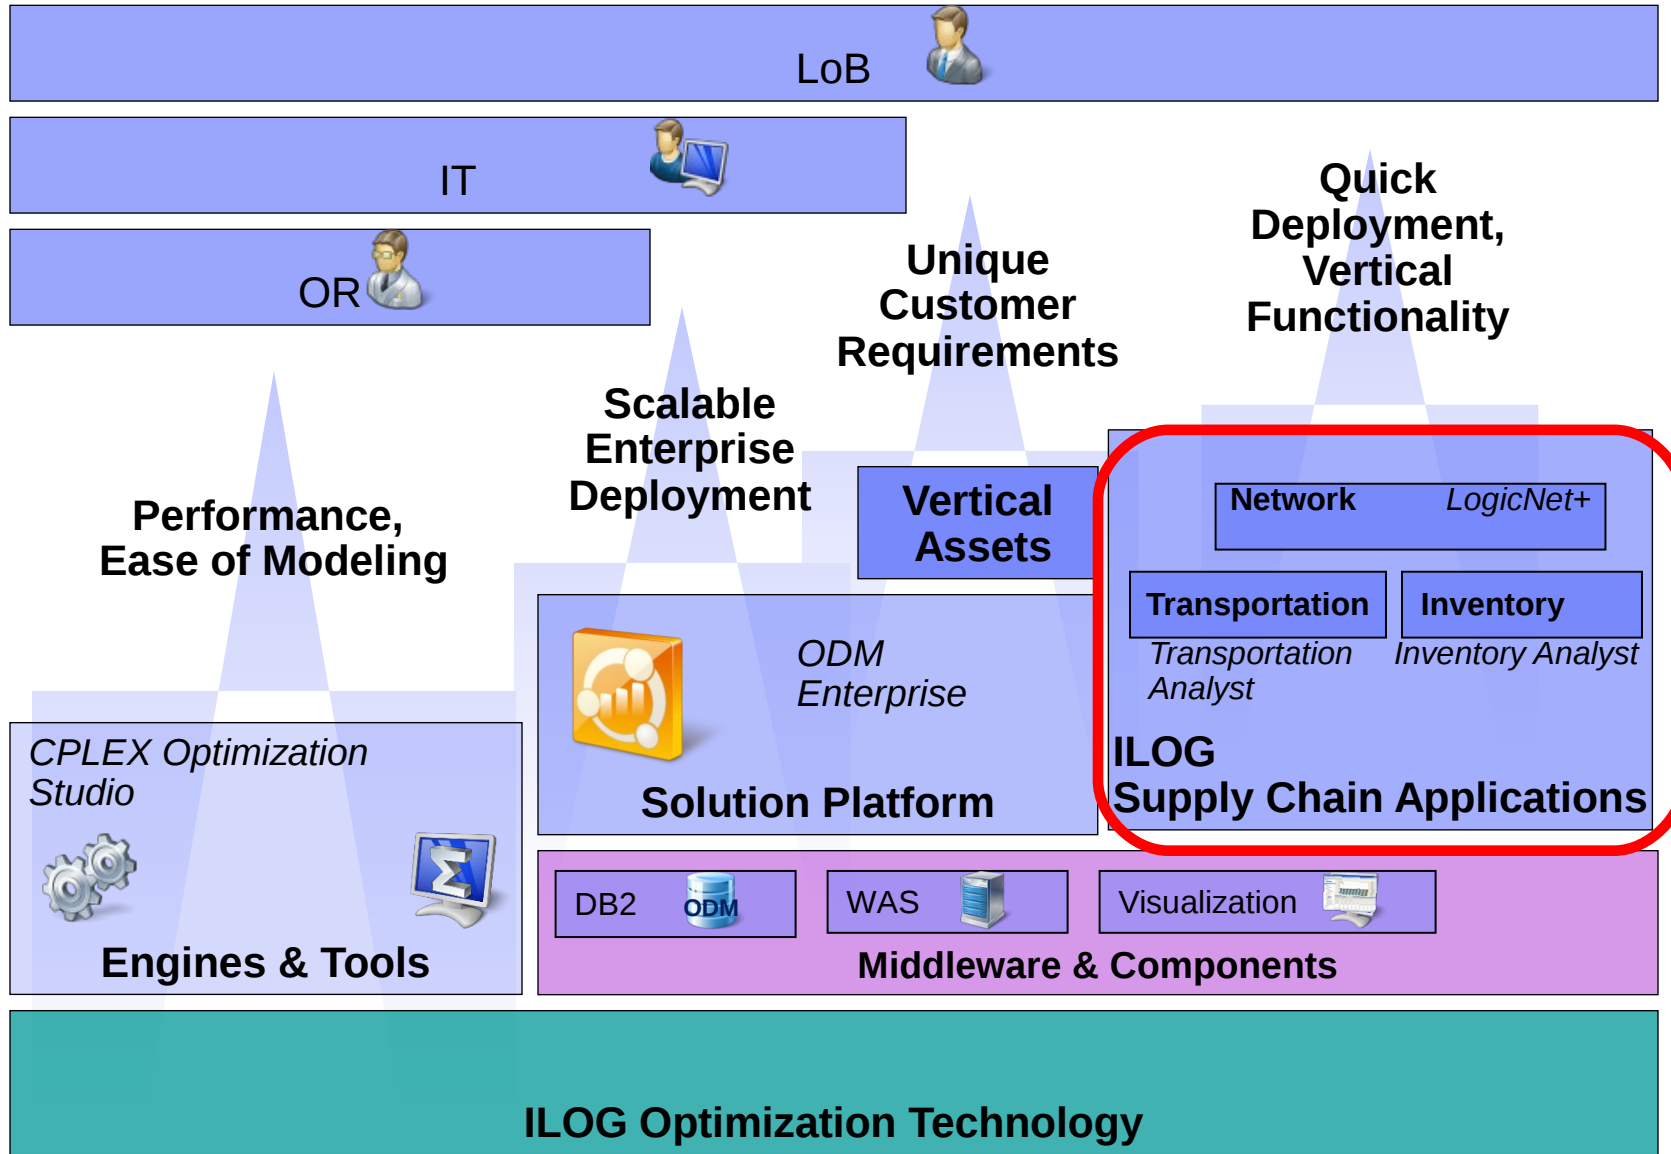 LoB
IT
OR
Quick
Deployment,
Vertical
Functionality
Unique
Customer
Requirements
Scalable
Enterprise
Deployment
Performance,
Ease of Modeling
Vertical
Assets
Network LogicNet+
Transportation Inventory
Transportation
Analyst
Inventory Analyst
ILOG
Supply Chain Applications
ODM
Enterprise
Solution Platform
CPLEX Optimization
Studio
Σ
Engines & Tools
DB2 ODM WAS Visualization
Middleware & Components
ILOG Optimization Technology